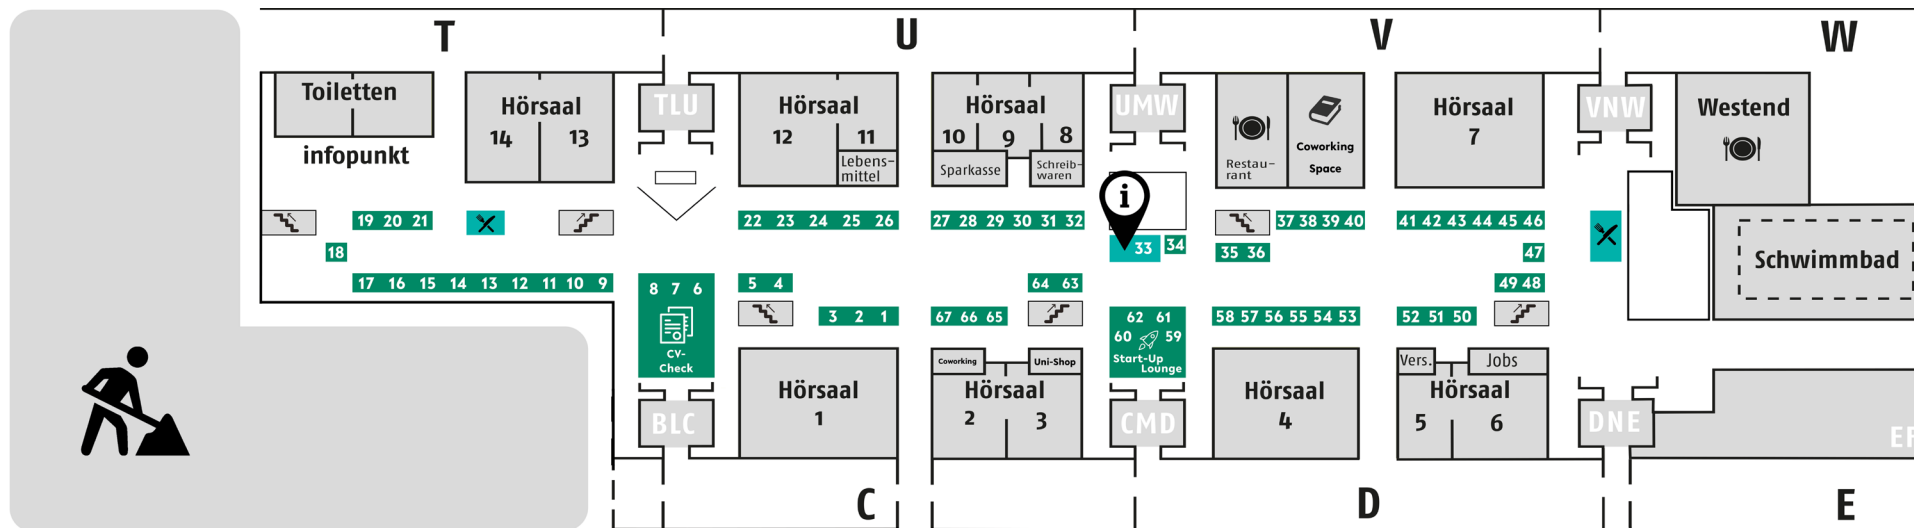 T
U
V
W
Toiletten
infopunkt
Hörsaal
14 13
TLU
Hörsaal
12 11
Lebens-
mittel
Hörsaal
10 9 8
Sparkasse
Schreib-
waren
UMW
Restau-
rant
Coworking
Space
Hörsaal
7
VNW
Westend
Schwimmbad
19 20 21
18
17 16 15 14 13 12 11 10 9
22 23 24 25 26
27 28 29 30 31 32
i
33
34
37 38 39 40
35 36
41 42 43 44 45 46
47
49 48
8 7 6
CV-
Check
5 4
3 2 1
64 63
67 66 65
62 61
60 59
Start-Up
Lounge
58 57 56 55 54 53
52 51 50
BLC
Hörsaal
1
Coworking
Uni-Shop
Hörsaal
2 3
CMD
Hörsaal
4
Vers.
Jobs
Hörsaal
5 6
DNE
C
D
E